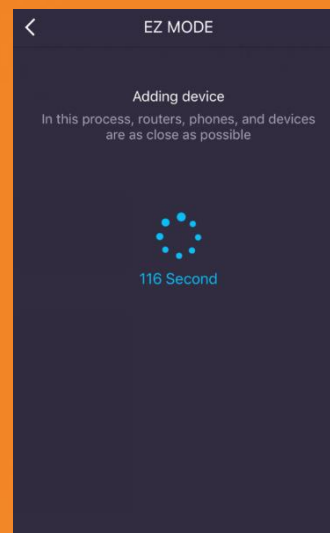 EZ MODE
Adding device
In this process, routers, phones, and devices
are as close as possible
116 Second